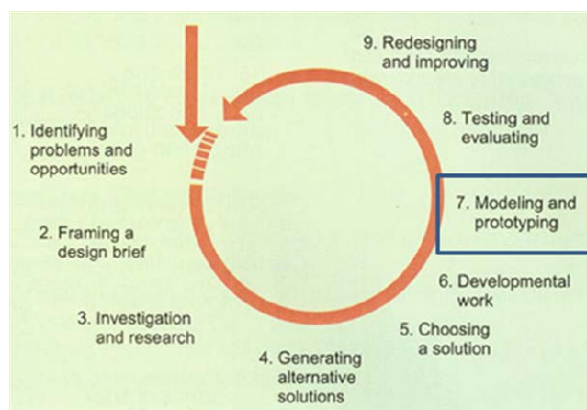 1. Identifying
problems and
opportunities
2. Framing a
design brief
3. Investigation
and research
4. Generating
alternative
solutions
5. Choosing
a solution
6. Developmental
work
7. Modeling and
prototyping
8. Testing and
evaluating
9. Redesigning
and improving